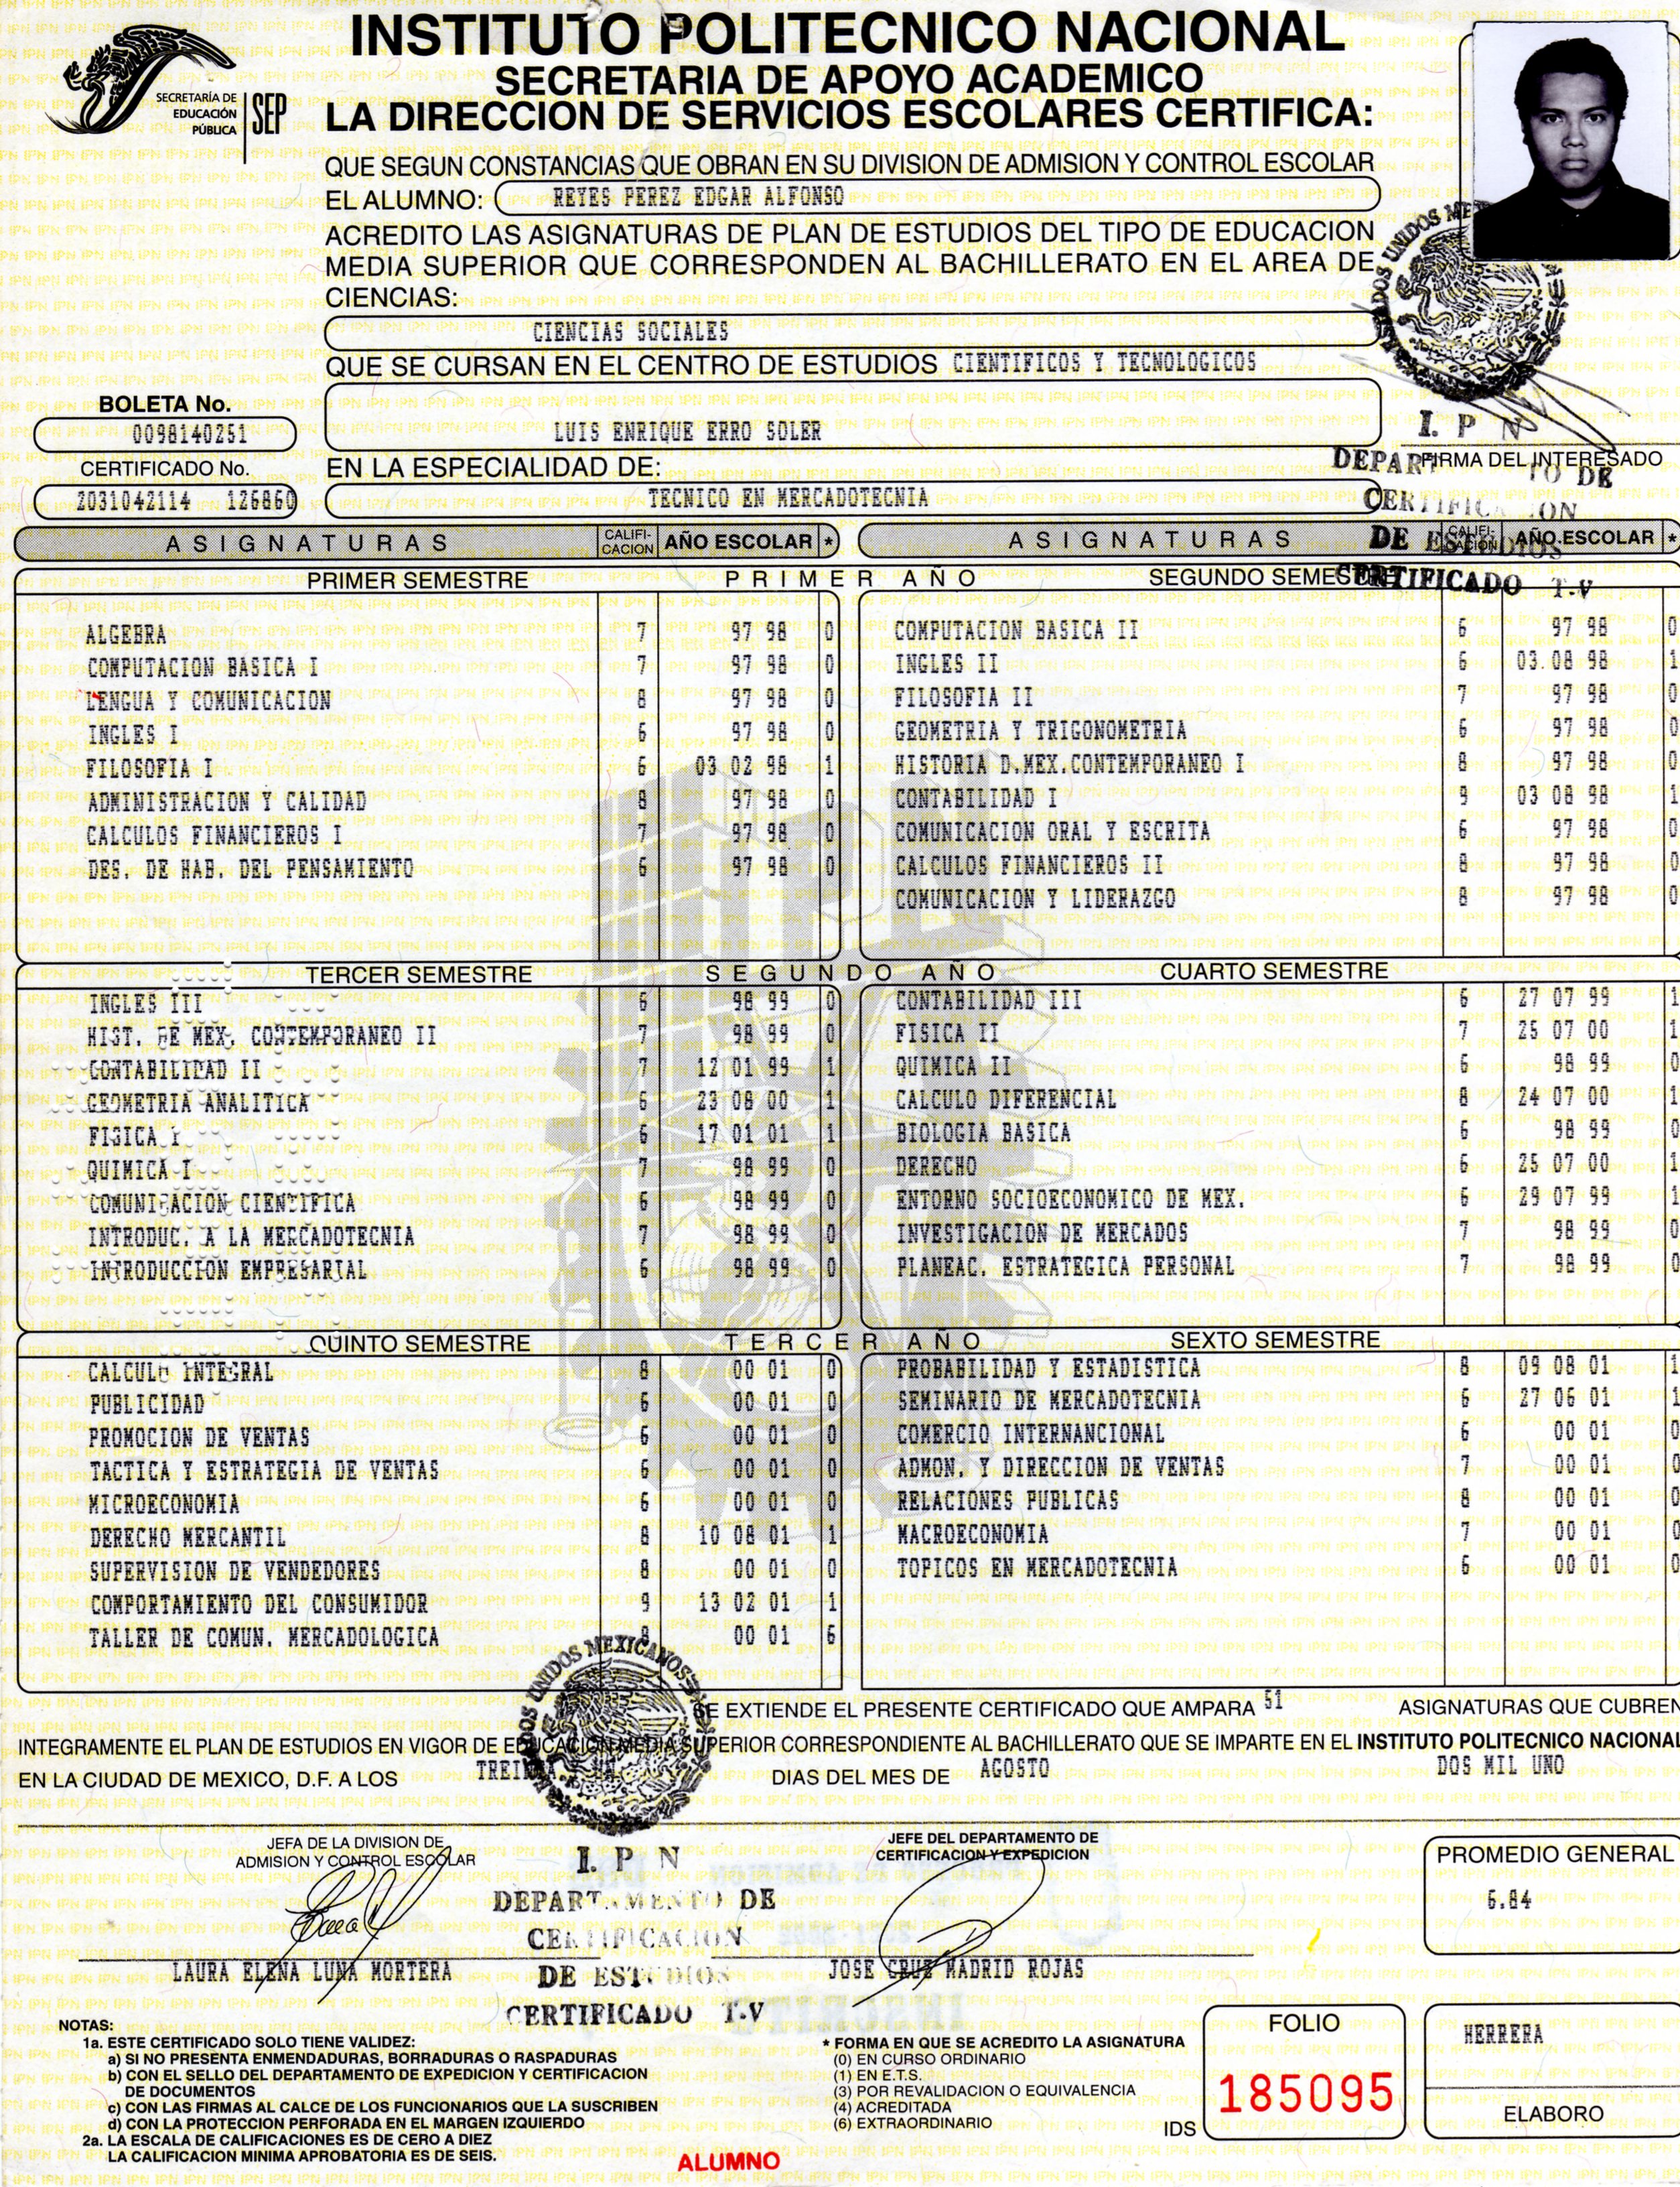 INSTITUTO POLITECNICO NACIONAL
SECRETARIA DE APOYO ACADEMICO
LA DIRECCION DE SERVICIOS ESCOLARES CERTIFICA:
SECRETARÍA DE
EDUCACIÓN
PÚBLICA
SEP
QUE SEGUN CONSTANCIAS QUE OBRAN EN SU DIVISION DE ADMISION Y CONTROL ESCOLAR
EL ALUMNO: REYES PEREZ EDGAR ALFONSO
ACREDITO LAS ASIGNATURAS DE PLAN DE ESTUDIOS DEL TIPO DE EDUCACION
MEDIA SUPERIOR QUE CORRESPONDEN AL BACHILLERATO EN EL AREA DE
CIENCIAS:
CIENCIAS SOCIALES
QUE SE CURSAN EN EL CENTRO DE ESTUDIOS CIENTIFICOS Y TECNOLOGICOS
BOLETA No.
0098140251
LUIS ENRIQUE ERRO SOLER
CERTIFICADO No.
2031042114 126860
EN LA ESPECIALIDAD DE:
TECNICO EN MERCADOTECNIA
I. P N
FIRMA DEL INTERESADO
DE
DE ESTUDIOS
CERTIFICADO T.V
ASIGNATURAS CALIFI-CACION AÑO ESCOLAR * ASIGNATURAS CALIFI-CACION AÑO ESCOLAR *
PRIMER SEMESTRE PRIMER AÑO SEGUNDO SEMESTRE
ALGEBRA 7 97 98 0 COMPUTACION BASICA II 6 97 98 0
COMPUTACION BASICA I 7 97 98 0 INGLES II 6 03.08 98 1
LENGUA Y COMUNICACION 8 97 98 0 FILOSOFIA II 7 97 98 0
INGLES I 6 97 98 0 GEOMETRIA Y TRIGONOMETRIA 6 97 98 0
FILOSOFIA I 6 03 02 98 1 HISTORIA D.MEX.CONTEMPORANEO I 8 97 98 0
ADMINISTRACION Y CALIDAD 8 97 98 0 CONTABILIDAD I 9 03 08 98 1
CALCULOS FINANCIEROS I 7 97 98 0 COMUNICACION ORAL Y ESCRITA 6 97 98 0
DES. DE HAB. DEL PENSAMIENTO 6 97 98 0 CALCULOS FINANCIEROS II 8 97 98 0
COMUNICACION Y LIDERAZGO 8 97 98 0
TERCER SEMESTRE SEGUNDO AÑO CUARTO SEMESTRE
INGLES III 6 98 99 0 CONTABILIDAD III 6 27 07 99 1
HIST. DE MEX. CONTEMPORANEO II 7 98 99 0 FISICA II 7 25 07 00 1
CONTABILIDAD II 7 12 01 99 1 QUIMICA II 6 98 99 0
GEOMETRIA ANALITICA 6 23 08 00 1 CALCULO DIFERENCIAL 8 24 07 00 1
FISICA I 6 17 01 01 1 BIOLOGIA BASICA 6 98 99 0
QUIMICA I 7 98 99 0 DERECHO 6 25 07 00 1
COMUNICACION CIENTIFICA 6 98 99 0 ENTORNO SOCIOECONOMICO DE MEX. 6 29 07 99 1
INTRODUC. A LA MERCADOTECNIA 7 98 99 0 INVESTIGACION DE MERCADOS 7 98 99 0
INTRODUCCION EMPRESARIAL 6 98 99 0 PLANEAC. ESTRATEGICA PERSONAL 7 98 99 0
QUINTO SEMESTRE TERCER AÑO SEXTO SEMESTRE
CALCULO INTEGRAL 8 00 01 0 PROBABILIDAD Y ESTADISTICA 8 09 08 01 1
PUBLICIDAD 6 00 01 0 SEMINARIO DE MERCADOTECNIA 6 27 06 01 1
PROMOCION DE VENTAS 6 00 01 0 COMERCIO INTERNANCIONAL 6 00 01 0
TACTICA Y ESTRATEGIA DE VENTAS 6 00 01 0 ADMON. Y DIRECCION DE VENTAS 7 00 01 0
MICROECONOMIA 6 00 01 0 RELACIONES PUBLICAS 8 00 01 0
DERECHO MERCANTIL 8 10 08 01 1 MACROECONOMIA 7 00 01 0
SUPERVISION DE VENDEDORES 8 00 01 0 TOPICOS EN MERCADOTECNIA 6 00 01 0
COMPORTAMIENTO DEL CONSUMIDOR 9 13 02 01 1
TALLER DE COMUN. MERCADOLOGICA 8 00 01 6
UNIDOS MEXICANOS
SE EXTIENDE EL PRESENTE CERTIFICADO QUE AMPARA 51 ASIGNATURAS QUE CUBREN
INTEGRAMENTE EL PLAN DE ESTUDIOS EN VIGOR DE EDUCACION MEDIA SUPERIOR CORRESPONDIENTE AL BACHILLERATO QUE SE IMPARTE EN EL INSTITUTO POLITECNICO NACIONAL
EN LA CIUDAD DE MEXICO, D.F. A LOS DIAS DEL MES DE AGOSTO DOS MIL UNO
JEFA DE LA DIVISION DE
ADMISION Y CONTROL ESCOLAR
LAURA ELENA LUNA MORTERA
I. P N
DEPARTAMENTO DE
CERTIFICACION
DE ESTUDIOS
CERTIFICADO T.V
JEFE DEL DEPARTAMENTO DE
CERTIFICACION Y EXPEDICION
JOSE CRUZ MADRID ROJAS
PROMEDIO GENERAL
6.84
NOTAS:
1a. ESTE CERTIFICADO SOLO TIENE VALIDEZ:
a) SI NO PRESENTA ENMENDADURAS, BORRADURAS O RASPADURAS
b) CON EL SELLO DEL DEPARTAMENTO DE EXPEDICION Y CERTIFICACION
DE DOCUMENTOS
c) CON LAS FIRMAS AL CALCE DE LOS FUNCIONARIOS QUE LA SUSCRIBEN
d) CON LA PROTECCION PERFORADA EN EL MARGEN IZQUIERDO
2a. LA ESCALA DE CALIFICACIONES ES DE CERO A DIEZ
LA CALIFICACION MINIMA APROBATORIA ES DE SEIS.
* FORMA EN QUE SE ACREDITO LA ASIGNATURA
(0) EN CURSO ORDINARIO
(1) EN E.T.S.
(3) POR REVALIDACION O EQUIVALENCIA
(4) ACREDITADA
(6) EXTRAORDINARIO
IDS
FOLIO
185095
HERRERA
ELABORO
ALUMNO